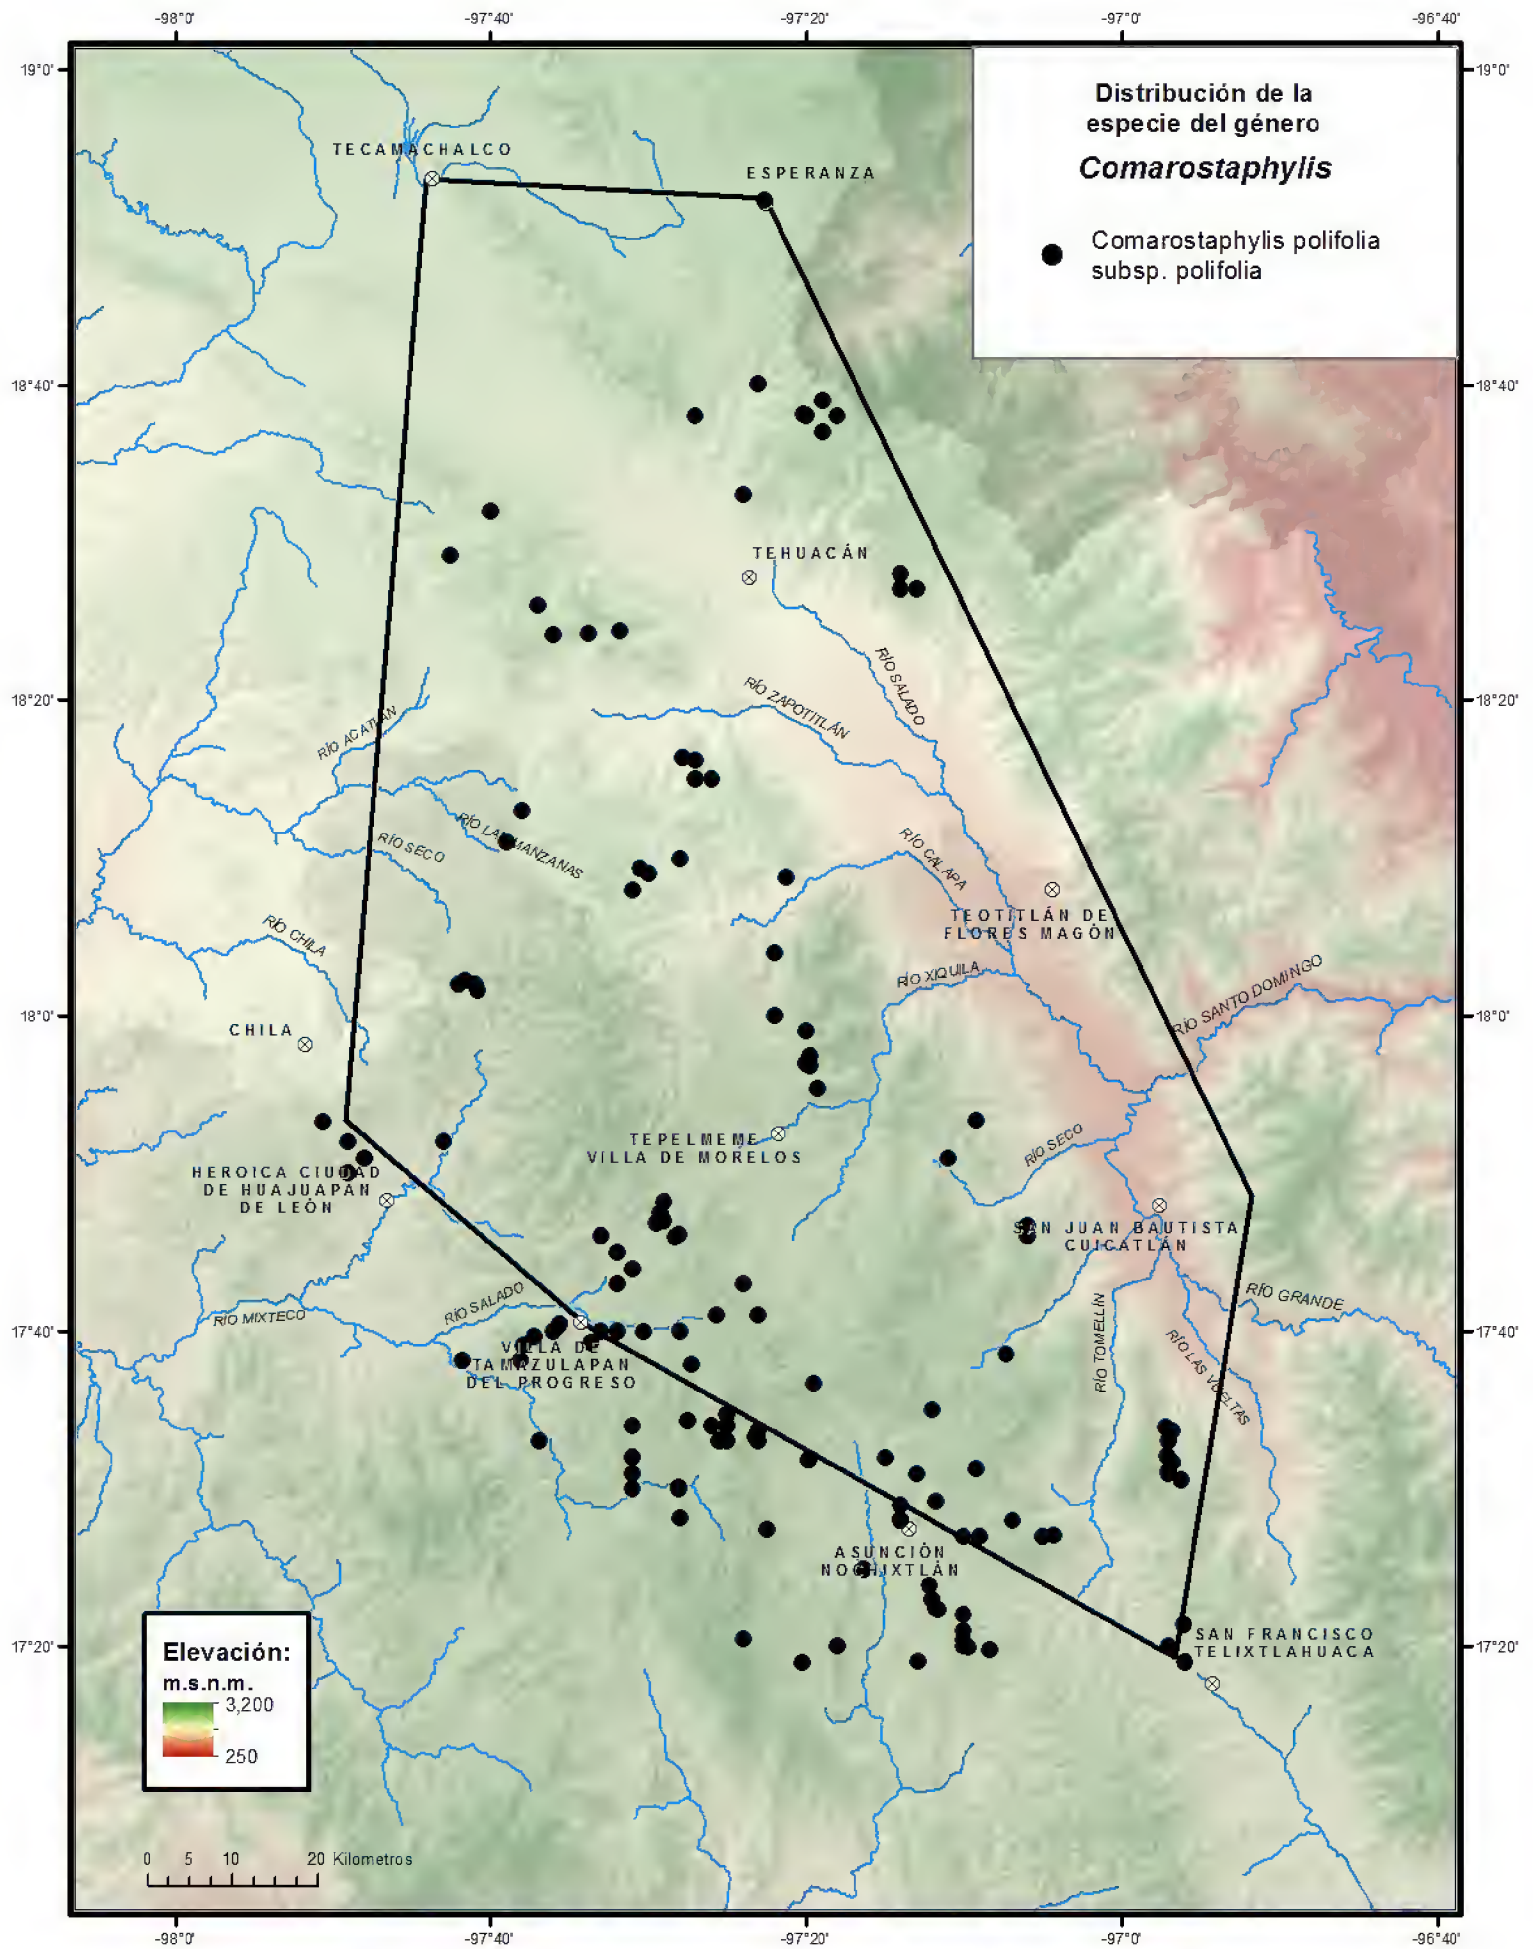 -98°0'
-97°40'
-97°20'
-97°0'
-96°40'
19°0'
19°0'
Distribución de la
especie del género
Comarostaphylis
Comarostaphylis polifolia
subsp. polifolia
TECAMACHALCO
ESPERANZA
18°40'
18°40'
TEHUACÁN
RÍO SALADO
18°20'
18°20'
RÍO ZAPOTITLÁN
RÍO ACATLÁN
RÍO LAS MANZANAS
RÍO SECO
RÍO CALAPA
TEOTITLÁN DE
FLORES MAGÓN
RÍO CHILA
RÍO XIQUILA
RÍO SANTO DOMINGO
18°0'
18°0'
CHILA
TEPELMEME
VILLA DE MORELOS
RÍO SECO
HEROICA CIUDAD
DE HUAJUAPAN
DE LEÓN
SAN JUAN BAUTISTA
CUICATLÁN
RÍO SALADO
RÍO MIXTECO
RÍO GRANDE
17°40'
17°40'
VILLA DE
TAMAZULAPAN
DEL PROGRESO
RÍO TOMELLÍN
RÍO LAS VUELTAS
ASUNCIÓN
NOCHIXTLÁN
17°20'
17°20'
SAN FRANCISCO
TELIXTLAHUACA
Elevación:
m.s.n.m.
3,200
250
0 5 10 20 Kilometros
-98°0'
-97°40'
-97°20'
-97°0'
-96°40'